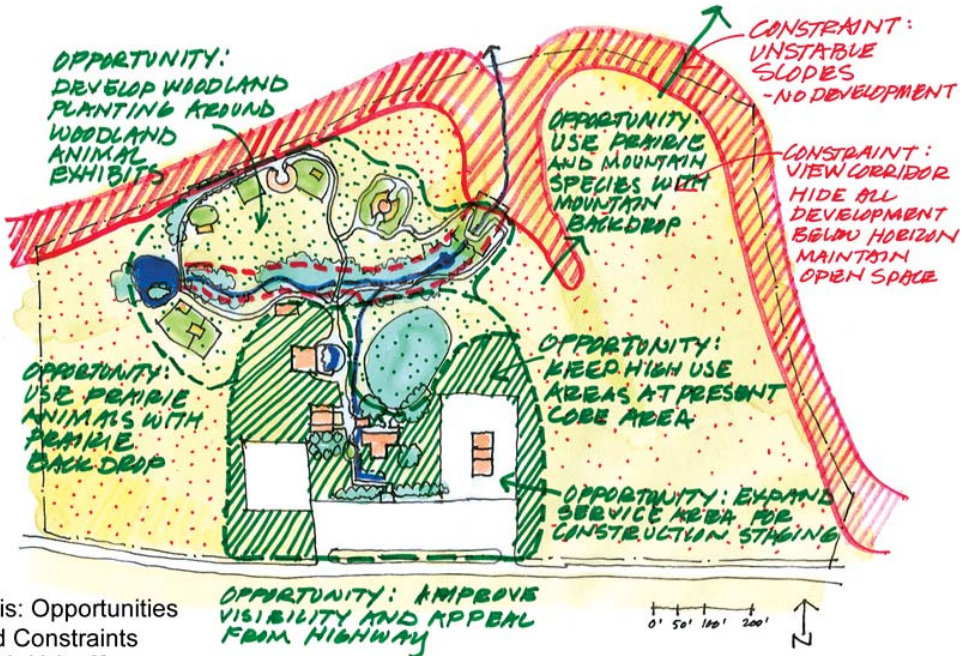 OPPORTUNITY:
DEVELOP WOODLAND
PLANTING AROUND
WOODLAND
ANIMAL
EXHIBITS
CONSTRAINT:
UNSTABLE
SLOPES
-NO DEVELOPMENT
OPPORTUNITY:
USE PRAIRIE
AND MOUNTAIN
SPECIES WITH
MOUNTAIN
BACKDROP
CONSTRAINT:
VIEW CORRIDOR
HIDE ALL
DEVELOPMENT
BELOW HORIZON
MAINTAIN
OPEN SPACE
OPPORTUNITY:
USE PRAIRIE
ANIMALS WITH
PRAIRIE
BACKDROP
OPPORTUNITY:
KEEP HIGH USE
AREAS AT PRESENT
CORE AREA
OPPORTUNITY: EXPAND
SERVICE AREA FOR
CONSTRUCTION STAGING
OPPORTUNITY: IMPROVE
VISIBILITY AND APPEAL
FROM HIGHWAY
is: Opportunities
d Constraints
0' 50' 100' 200'
N